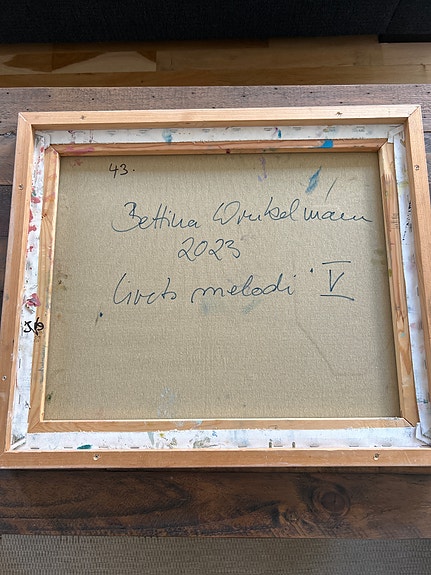 43.
Bettina Winkelmann
2023
Livets melodi V